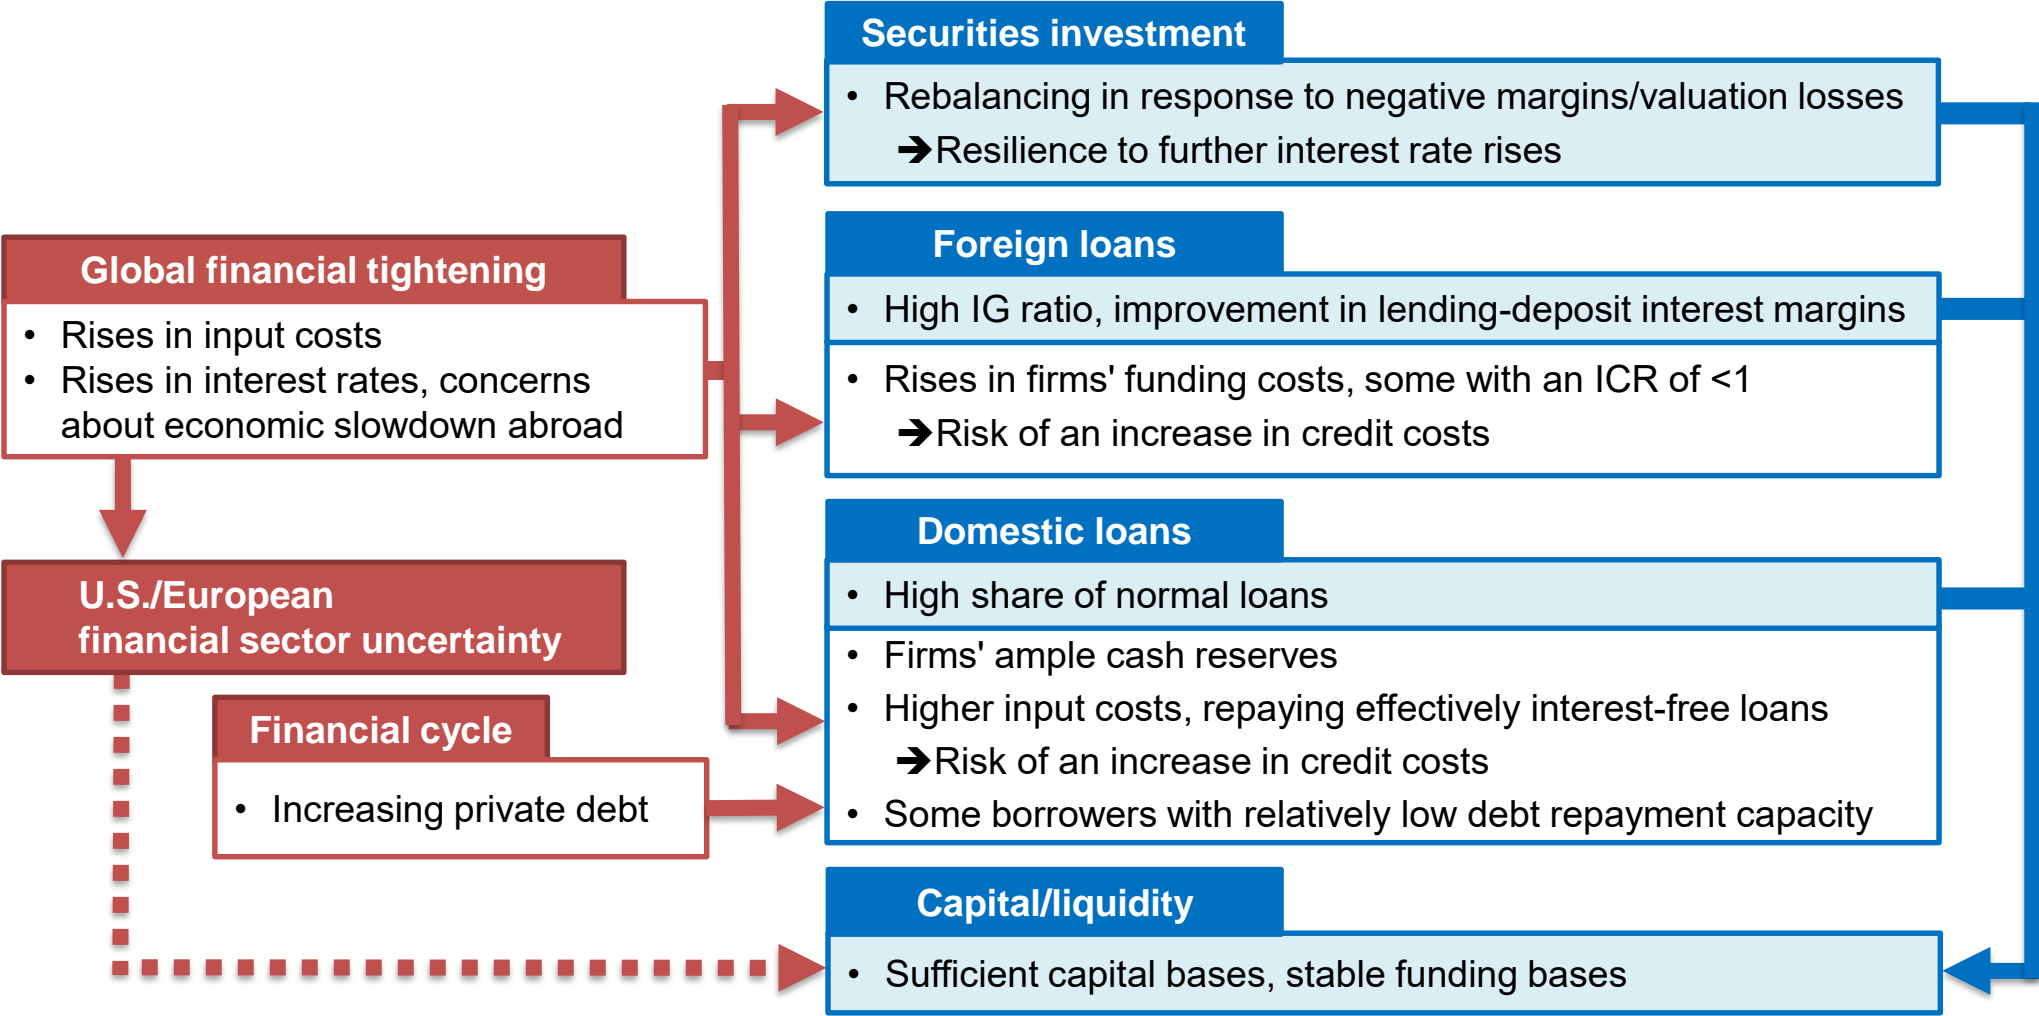 Global financial tightening
• Rises in input costs
• Rises in interest rates, concerns
about economic slowdown abroad
U.S./European
financial sector uncertainty
Financial cycle
• Increasing private debt
Securities investment
• Rebalancing in response to negative margins/valuation losses
➔Resilience to further interest rate rises
Foreign loans
• High IG ratio, improvement in lending-deposit interest margins
• Rises in firms' funding costs, some with an ICR of <1
➔Risk of an increase in credit costs
Domestic loans
• High share of normal loans
• Firms' ample cash reserves
• Higher input costs, repaying effectively interest-free loans
➔Risk of an increase in credit costs
• Some borrowers with relatively low debt repayment capacity
Capital/liquidity
• Sufficient capital bases, stable funding bases